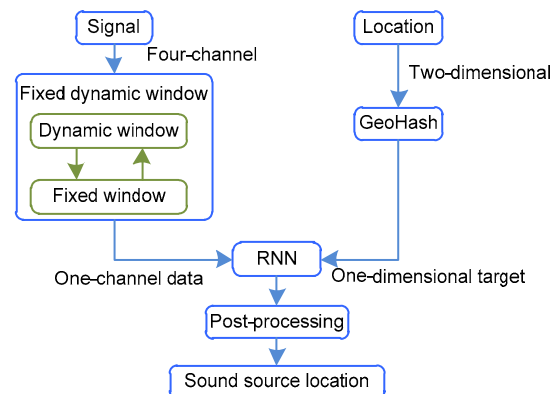 Signal
Location
Four-channel
Two-dimensional
Fixed dynamic window
Dynamic window
Fixed window
GeoHash
One-channel data
RNN
One-dimensional target
Post-processing
Sound source location